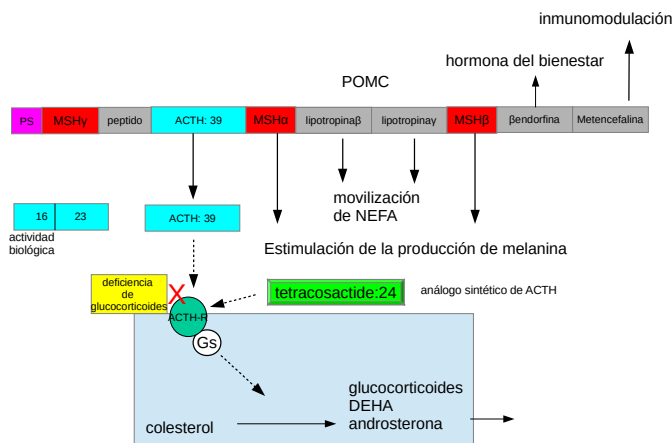 inmunomodulación
hormona del bienestar
POMC
PS
MSHγ
peptido
ACTH: 39
MSHα
lipotropinaβ
lipotropinaγ
MSHβ
βendorfina
Metencefalina
16
23
actividad
biológica
ACTH: 39
movilización
de NEFA
Estimulación de la producción de melanina
deficiencia
de
glucocorticoides
X
tetracosactide:24
análogo sintético de ACTH
ACTH-R
Gs
glucocorticoides
DEHA
androsterona
colesterol